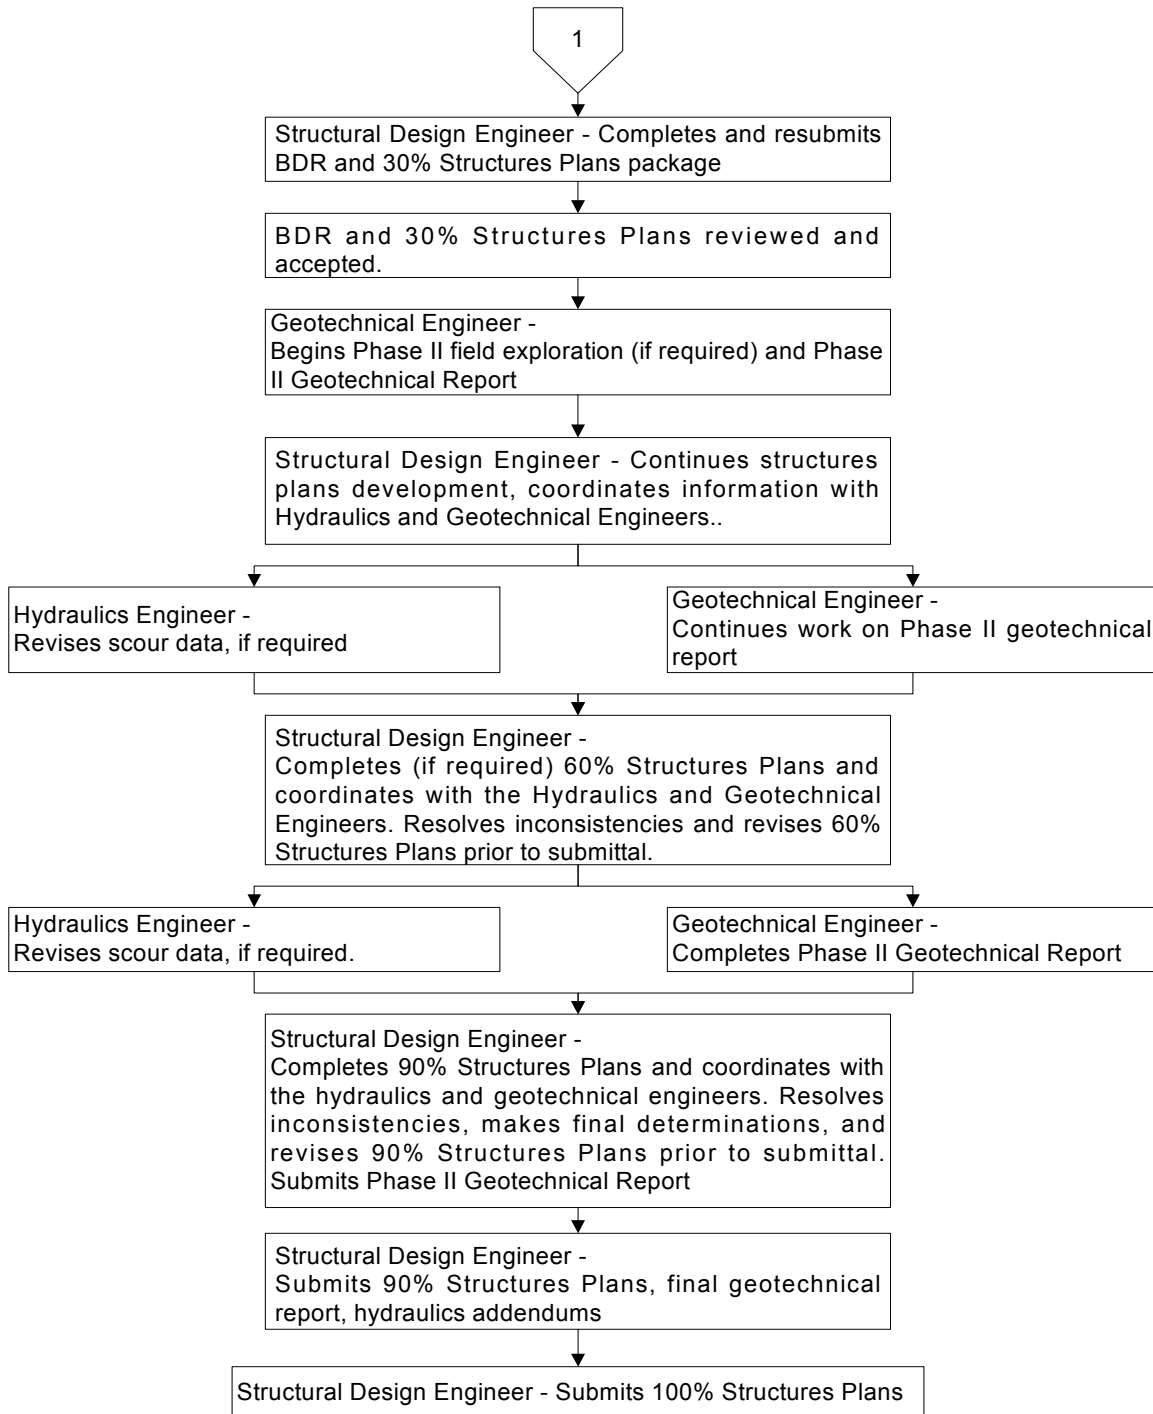 1
Structural Design Engineer - Completes and resubmits
BDR and 30% Structures Plans package
BDR and 30% Structures Plans reviewed and
accepted.
Geotechnical Engineer -
Begins Phase II field exploration (if required) and Phase
II Geotechnical Report
Structural Design Engineer - Continues structures
plans development, coordinates information with
Hydraulics and Geotechnical Engineers..
Hydraulics Engineer -
Revises scour data, if required
Geotechnical Engineer -
Continues work on Phase II geotechnical
report
Structural Design Engineer -
Completes (if required) 60% Structures Plans and
coordinates with the Hydraulics and Geotechnical
Engineers. Resolves inconsistencies and revises 60%
Structures Plans prior to submittal.
Hydraulics Engineer -
Revises scour data, if required.
Geotechnical Engineer -
Completes Phase II Geotechnical Report
Structural Design Engineer -
Completes 90% Structures Plans and coordinates with
the hydraulics and geotechnical engineers. Resolves
inconsistencies, makes final determinations, and
revises 90% Structures Plans prior to submittal.
Submits Phase II Geotechnical Report
Structural Design Engineer -
Submits 90% Structures Plans, final geotechnical
report, hydraulics addendums
Structural Design Engineer - Submits 100% Structures Plans